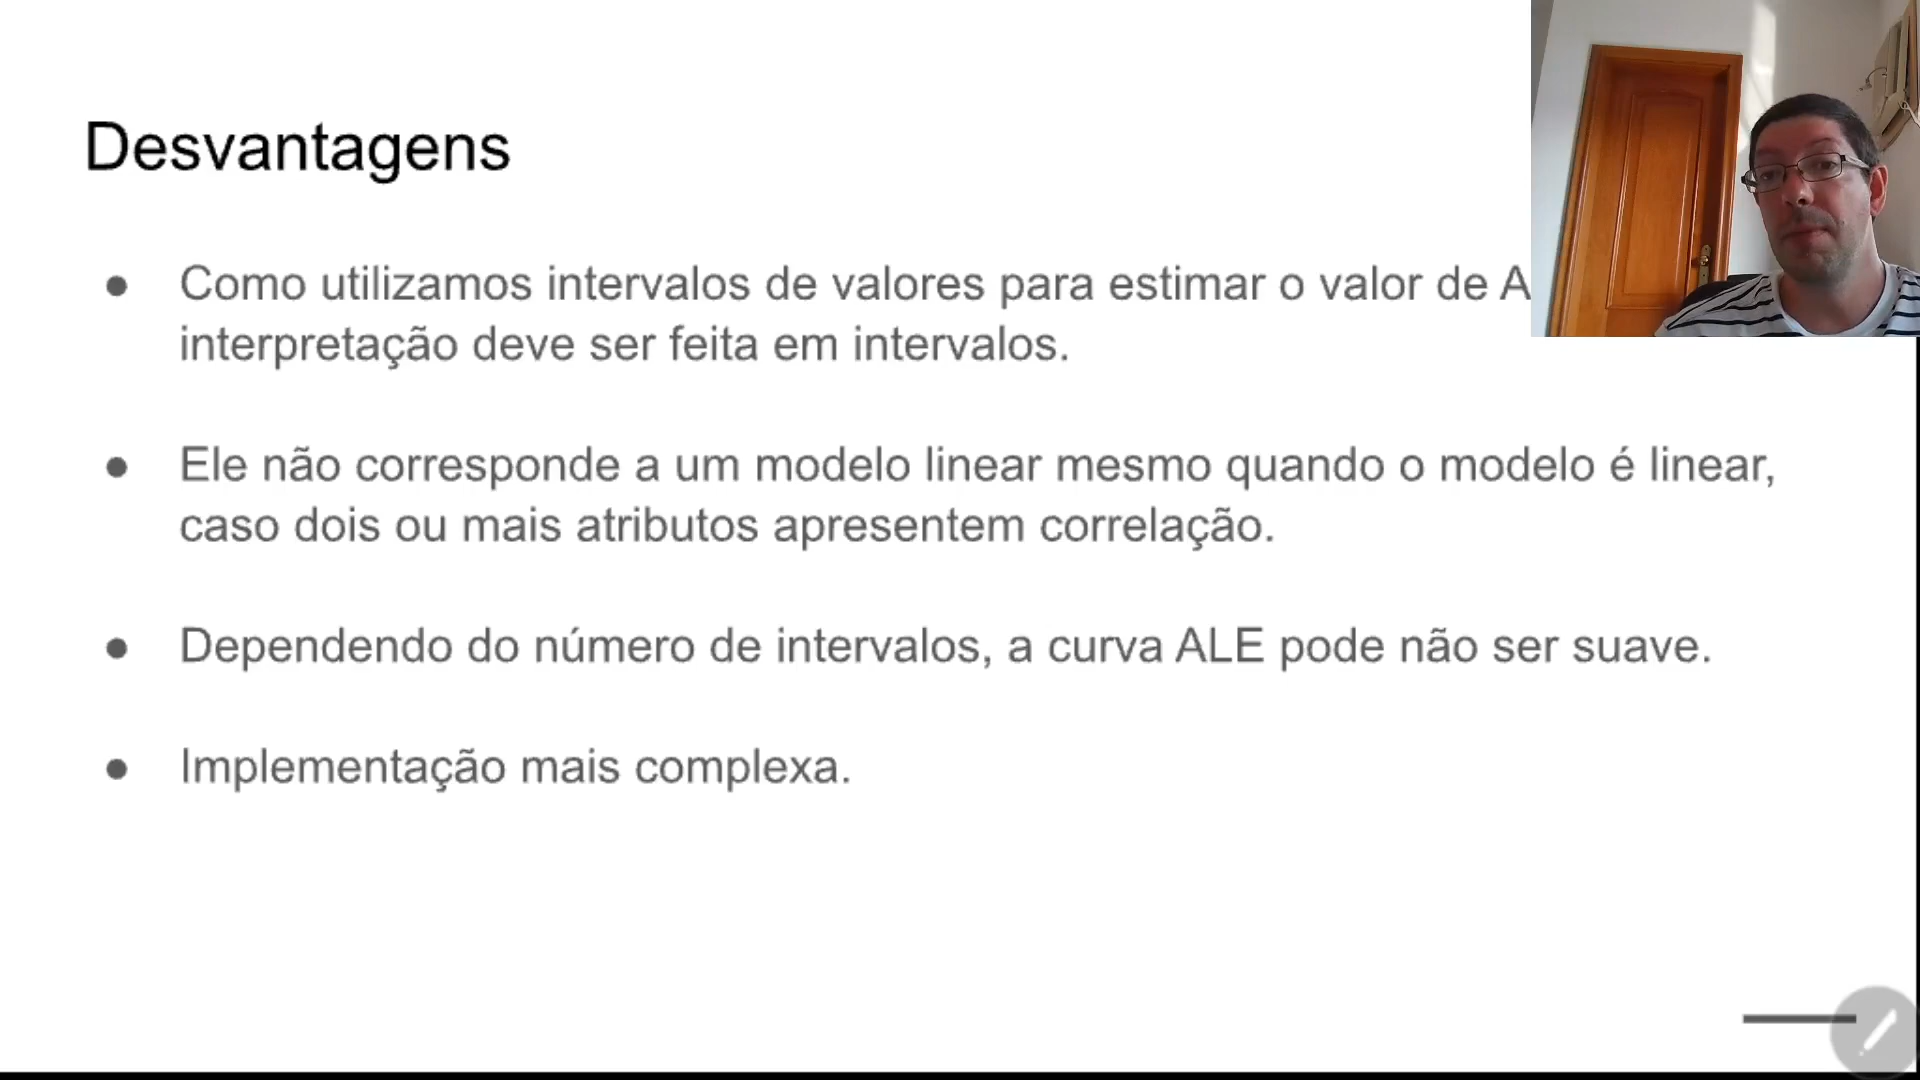 Desvantagens
● Como utilizamos intervalos de valores para estimar o valor de
interpretação deve ser feita em intervalos.
● Ele não corresponde a um modelo linear mesmo quando o modelo é linear,
caso dois ou mais atributos apresentem correlação.
● Dependendo do número de intervalos, a curva ALE pode não ser suave.
● Implementação mais complexa.